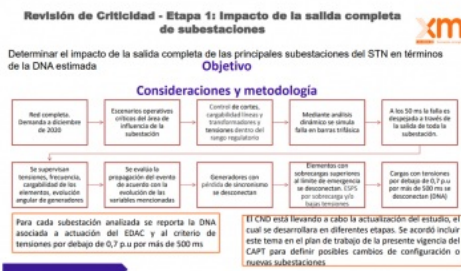 Revisión de Criticidad - Etapa 1: Impacto de la salida completa
de subestaciones
xm
Determinar el impacto de la salida completa de las principales subestaciones del STN en términos
de la DNA estimada
Objetivo
Consideraciones y metodología
Red completa.
Demanda a diciembre
de 2020
Escenarios operativos
críticos del área de
influencia de la
subestación
Control de cortes,
cargabilidad líneas y
transformadores y
tensiones dentro del
rango regulatorio
Mediante análisis
dinámico se simula
falla en barras trifásica
A los 50 ms la falla es
despejada a través de
la salida de toda la
subestación.
Se supervisan
tensiones, frecuencia,
cargabilidad de los
elementos, evolución
angular de generadores
Se evalúa la
propagación del evento
de acuerdo con la
evolución de las
variables mencionadas
Generadores con
pérdida de sincronismo
se desconectan
Elementos con
sobrecargas superiores
al límite de emergencia
se desconectan. ESPS
por sobrecarga y/o
bajas tensiones
Cargas con tensiones
por debajo de 0,7 p.u
por más de 500 ms se
desconectan (DNA)
Para cada subestación analizada se reporta la DNA
asociada a actuación del EDAC y al criterio de
tensiones por debajo de 0,7 p.u por más de 500 ms
El CND está llevando a cabo la actualización del estudio, el
cual se desarrollara en diferentes etapas. Se acordó incluir
este tema en el plan de trabajo de la presente vigencia del
CAPT para definir posibles cambios de configuración o
nuevas subestaciones